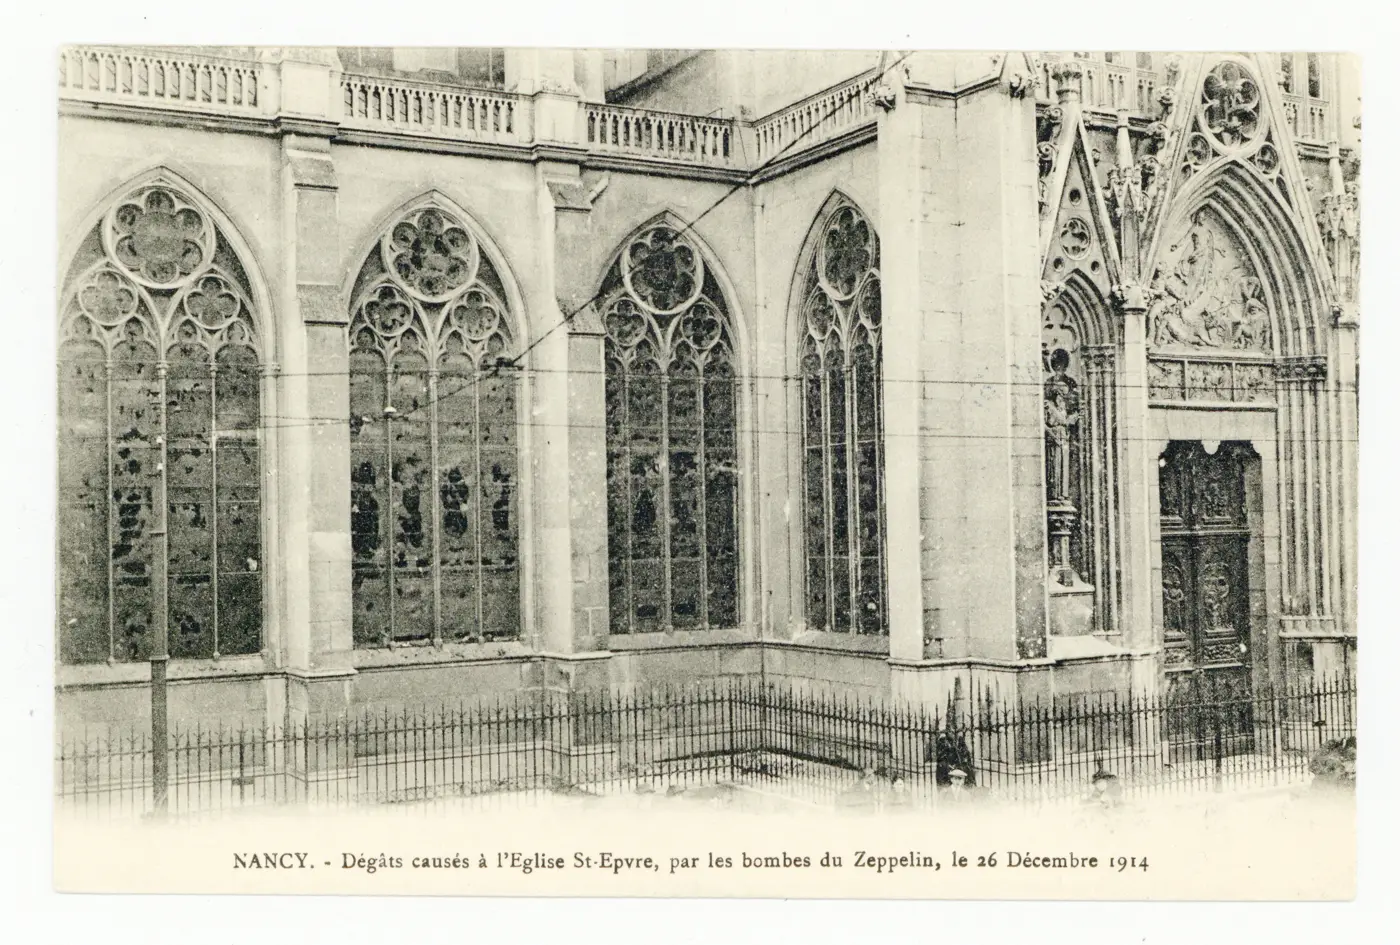 NANCY. - Dégâts causés à l'Eglise St-Epvre, par les bombes du Zeppelin, le 26 Décembre 1914